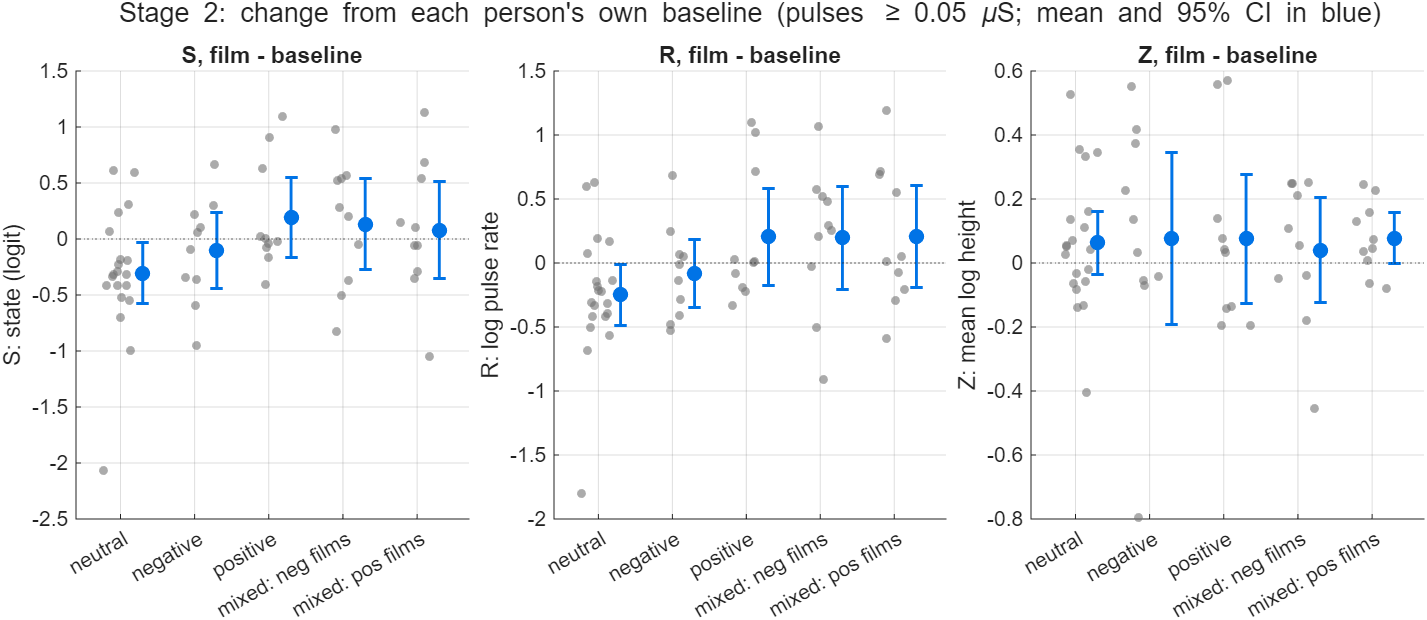 Stage 2: change from each person's own baseline (pulses ≥ 0.05 µS; mean and 95% CI in blue)
S, film - baseline
S: state (logit)
1.5
1
0.5
0
-0.5
-1
-1.5
-2
-2.5
neutral
negative
positive
mixed: neg films
mixed: pos films
R, film - baseline
R: log pulse rate
1.5
1
0.5
0
-0.5
-1
-1.5
-2
neutral
negative
positive
mixed: neg films
mixed: pos films
Z, film - baseline
Z: mean log height
0.6
0.4
0.2
0
-0.2
-0.4
-0.6
-0.8
neutral
negative
positive
mixed: neg films
mixed: pos films